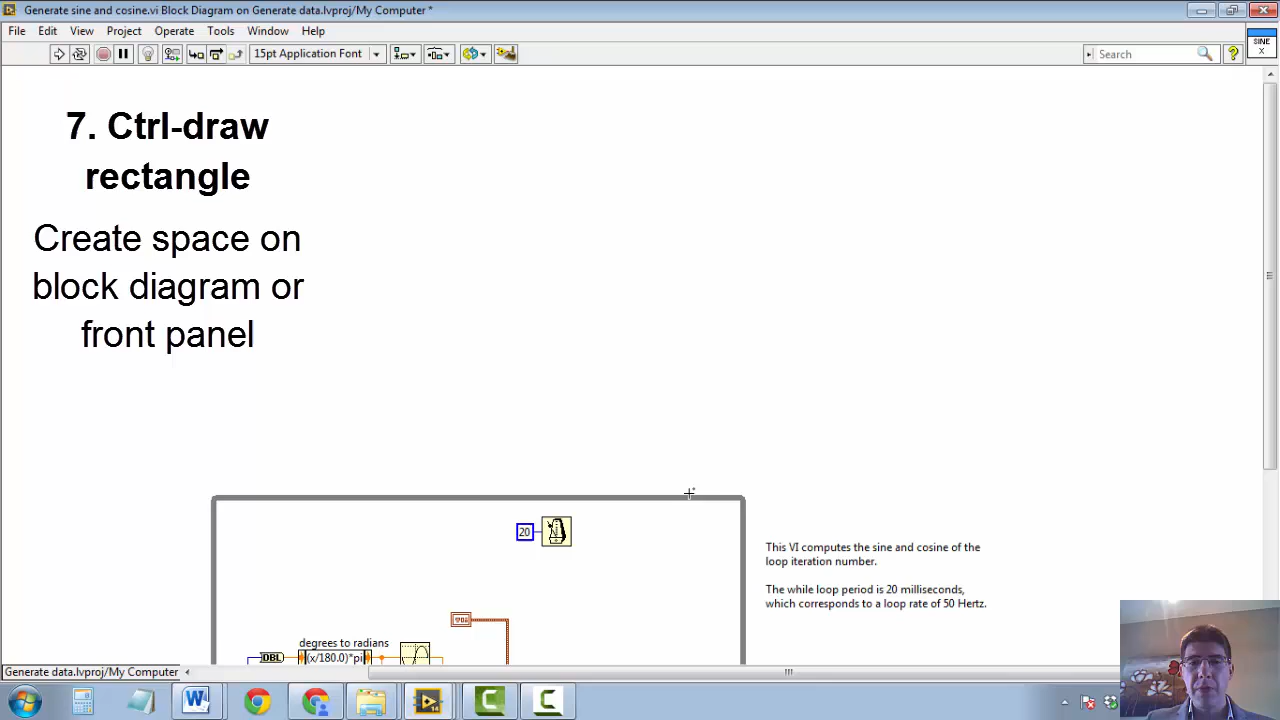 Generate sine and cosine.vi Block Diagram on Generate data.lvproj/My Computer *
File Edit View Project Operate Tools Window Help
15pt Application Font
Search
SINE
X
7. Ctrl-draw
rectangle
Create space on
block diagram or
front panel
20
This VI computes the sine and cosine of the
loop iteration number.
The while loop period is 20 milliseconds,
which corresponds to a loop rate of 50 Hertz.
degrees to radians
DBL
(x/180.0)*pi
Generate data.lvproj/My Computer